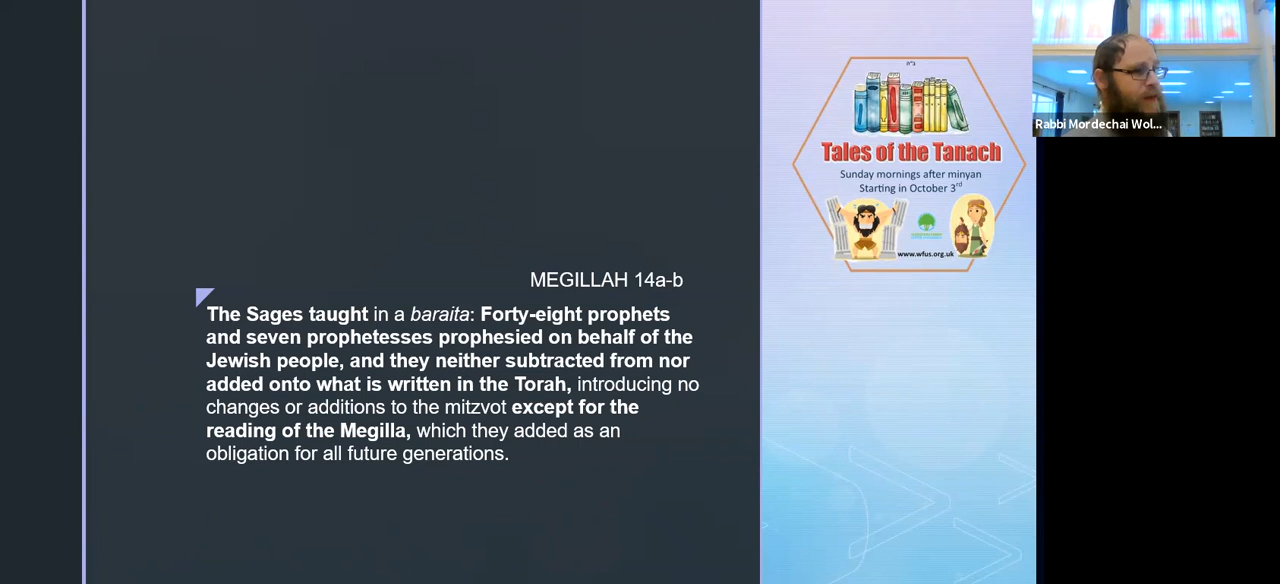 MEGILLAH 14a-b
The Sages taught in a baraita: Forty-eight prophets
and seven prophetesses prophesied on behalf of the
Jewish people, and they neither subtracted from nor
added onto what is written in the Torah, introducing no
changes or additions to the mitzvot except for the
reading of the Megilla, which they added as an
obligation for all future generations.
Tales of the Tanach
Sunday mornings after minyan
Starting in October 3rd
www.wfus.org.uk
Rabbi Mordechai Wol...